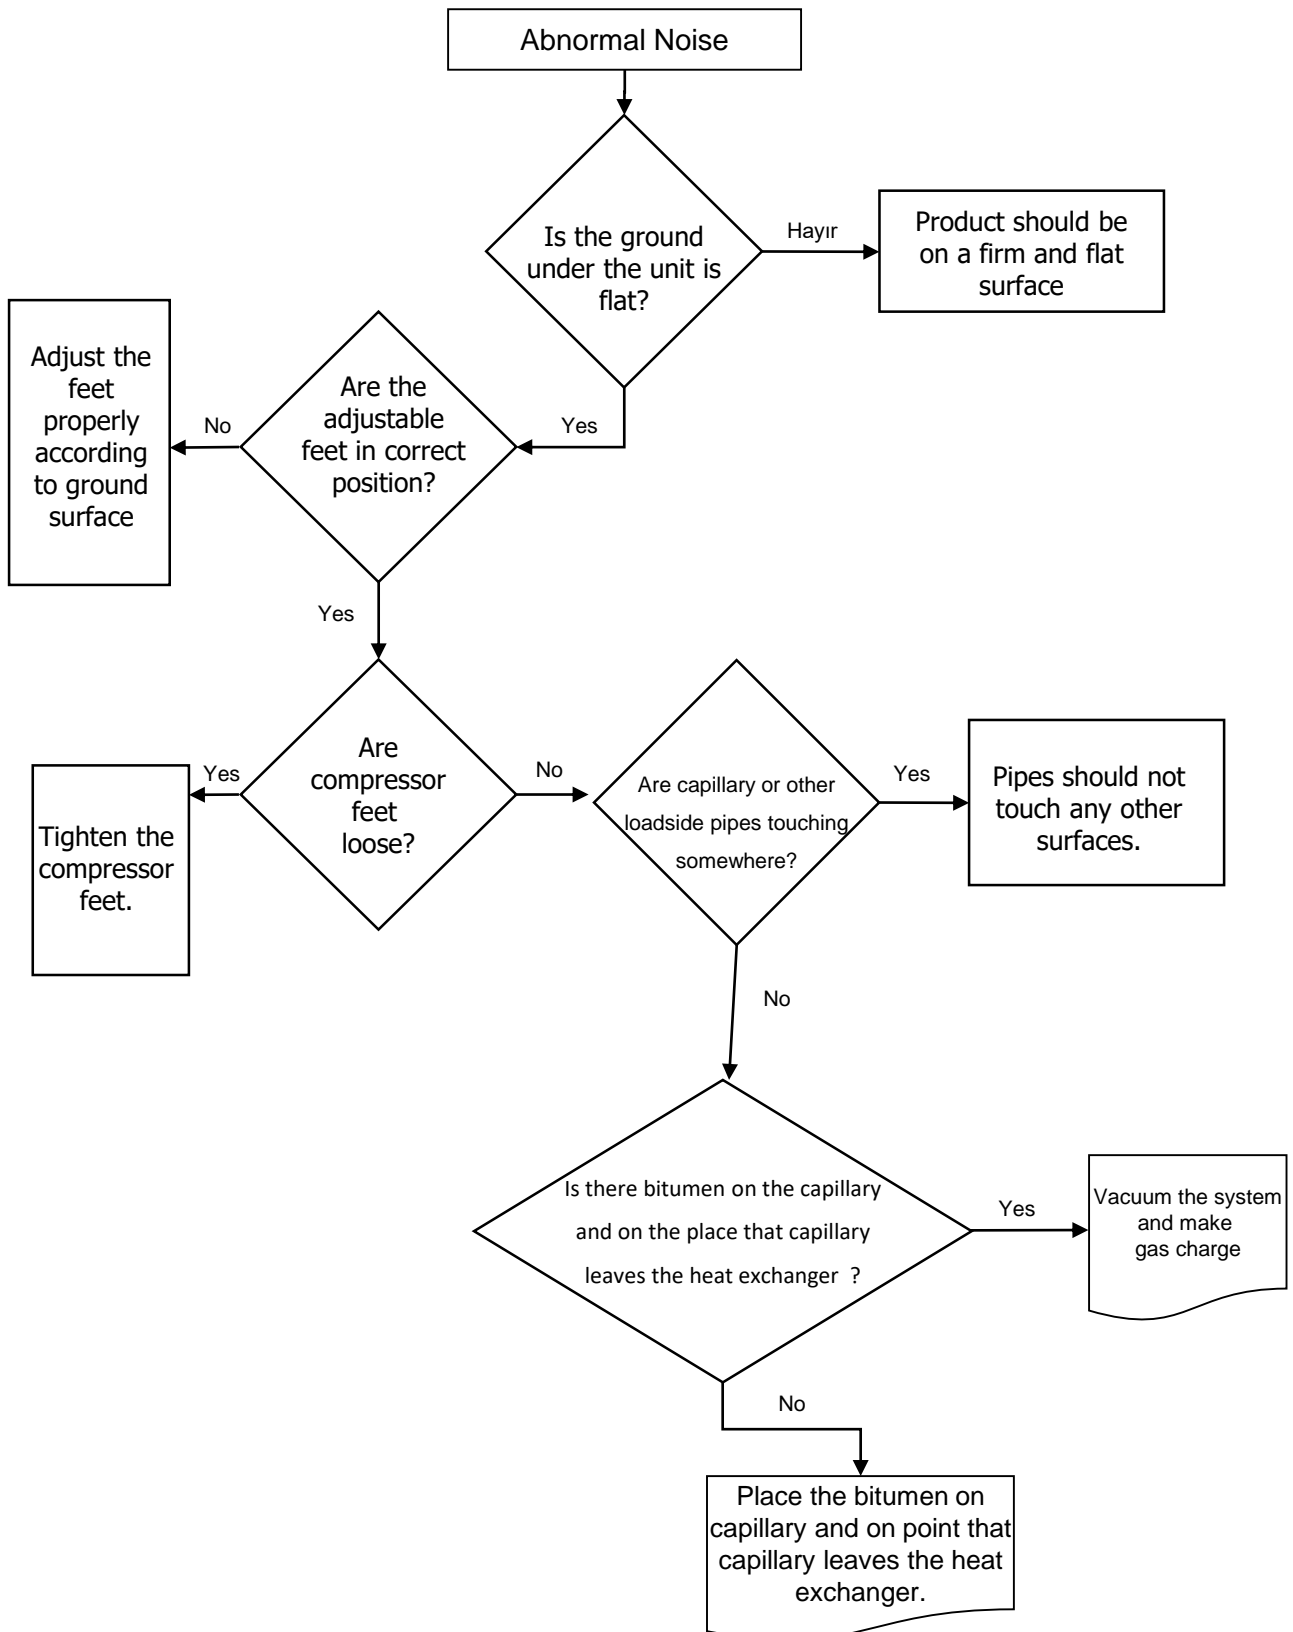 Abnormal Noise
Is the ground
under the unit is
flat?
Hayır
Product should be
on a firm and flat
surface
Yes
Are the
adjustable
feet in correct
position?
No
Adjust the
feet
properly
according
to ground
surface
Yes
Are
compressor
feet
loose?
Yes
Tighten the
compressor
feet.
No
Are capillary or other
loadside pipes touching
somewhere?
Yes
Pipes should not
touch any other
surfaces.
No
Is there bitumen on the capillary
and on the place that capillary
leaves the heat exchanger ?
Yes
Vacuum the system
and make
gas charge
No
Place the bitumen on
capillary and on point that
capillary leaves the heat
exchanger.